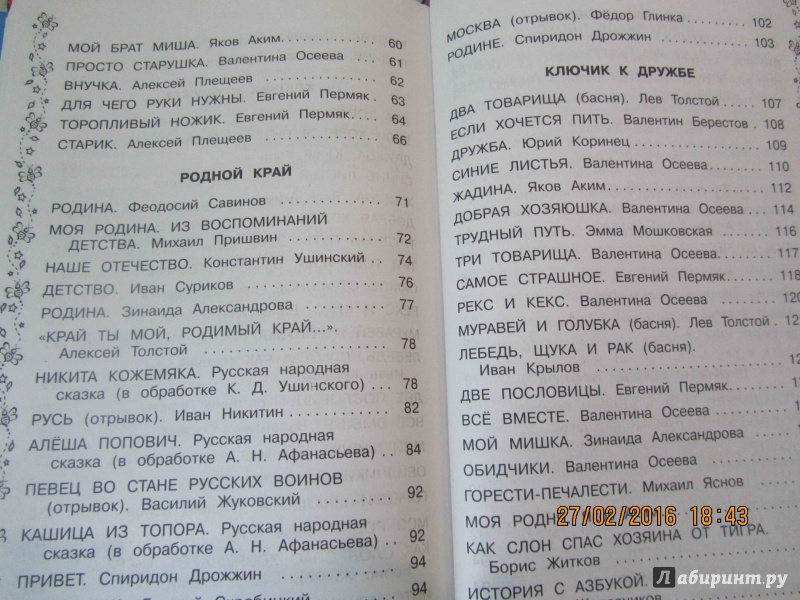 МОЙ БРАТ МИША. Яков Аким. 60
ПРОСТО СТАРУШКА. Валентина Осеева. 61
ВНУЧКА. Алексей Плещеев 62
ДЛЯ ЧЕГО РУКИ НУЖНЫ. Евгений Пермяк. 63
ТОРОПЛИВЫЙ НОЖИК. Евгений Пермяк. 64
СТАРИК. Алексей Плещеев 66
РОДНОЙ КРАЙ
РОДИНА. Феодосий Савинов 71
МОЯ РОДИНА. ИЗ ВОСПОМИНАНИЙ
ДЕТСТВА. Михаил Пришвин 72
НАШЕ ОТЕЧЕСТВО. Константин Ушинский 74
ДЕТСТВО. Иван Суриков 76
РОДИНА. Зинаида Александрова 77
«КРАЙ ТЫ МОЙ, РОДИМЫЙ КРАЙ...».
Алексей Толстой 78
НИКИТА КОЖЕМЯКА. Русская народная
сказка (в обработке К. Д. Ушинского) 78
РУСЬ (отрывок). Иван Никитин 82
АЛЁША ПОПОВИЧ. Русская народная
сказка (в обработке А. Н. Афанасьева) 84
ПЕВЕЦ ВО СТАНЕ РУССКИХ ВОИНОВ
(отрывок). Василий Жуковский 92
КАШИЦА ИЗ ТОПОРА. Русская народная
сказка (в обработке А. Н. Афанасьева) 92
ПРИВЕТ. Спиридон Дрожжин 94
94
МОСКВА (отрывок). Фёдор Глинка 102
РОДИНЕ. Спиридон Дрожжин 103
КЛЮЧИК К ДРУЖБЕ
ДВА ТОВАРИЩА (басня). Лев Толстой 107
ЕСЛИ ХОЧЕТСЯ ПИТЬ. Валентин Берестов 108
ДРУЖБА. Юрий Коринец 109
СИНИЕ ЛИСТЬЯ. Валентина Осеева 110
ЖАДИНА. Яков Аким 112
ДОБРАЯ ХОЗЯЮШКА. Валентина Осеева 114
ТРУДНЫЙ ПУТЬ. Эмма Мошковская 116
ТРИ ТОВАРИЩА. Валентина Осеева. 117
САМОЕ СТРАШНОЕ. Евгений Пермяк. 118
РЕКС И КЕКС. Валентина Осеева 120
МУРАВЕЙ И ГОЛУБКА (басня). Лев Толстой. 12
ЛЕБЕДЬ, ЩУКА И РАК (басня).
Иван Крылов
ДВЕ ПОСЛОВИЦЫ. Евгений Пермяк
ВСЁ ВМЕСТЕ. Валентина Осеева
МОЙ МИШКА. Зинаида Александрова
ОБИДЧИКИ. Валентина Осеева
ГОРЕСТИ-ПЕЧАЛЕСТИ. Михаил Яснов
МОЯ
27/02/2016 18:43
КАК СЛОН СПАС ХОЗЯИНА ОТ ТИГРА.
Борис Житков
ИСТОРИЯ С АЗБУКОЙ.
Лабиринт.ру